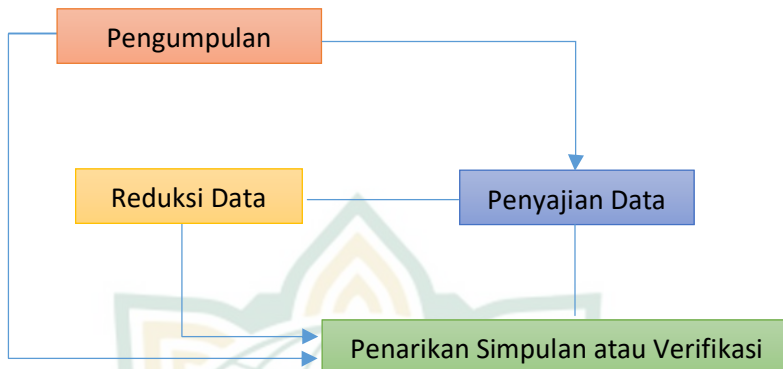 Pengumpulan
Reduksi Data
Penyajian Data
Penarikan Simpulan atau Verifikasi